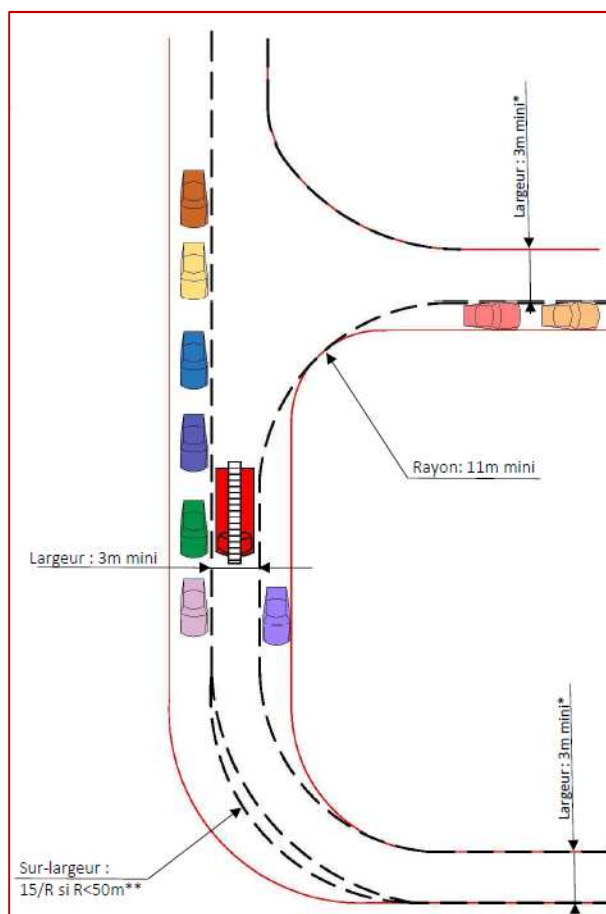 Largeur : 3m mini*
Rayon: 11m mini
Largeur : 3m mini
Largeur : 3m mini*
Sur-largeur :
15/R si R<50m**